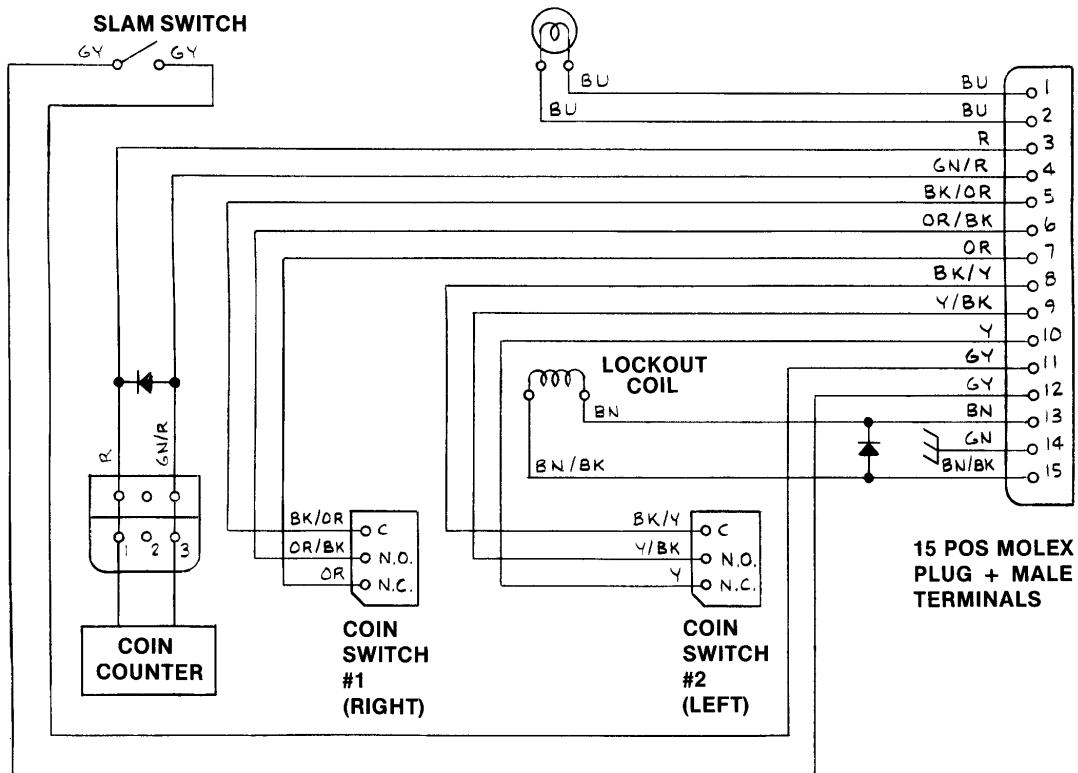 SLAM SWITCH
GY
GY
BU
BU
BU 1
BU 2
R 3
GN/R 4
BK/OR 5
OR/BK 6
OR 7
BK/Y 8
Y/BK 9
Y 10
GY 11
GY 12
BN 13
GN 14
BN/BK 15
LOCKOUT
COIL
BN
BN/BK
R
GN/R
1 2 3
COIN
COUNTER
BK/OR C
OR/BK N.O.
OR N.C.
COIN
SWITCH
#1
(RIGHT)
BK/Y C
Y/BK N.O.
Y N.C.
COIN
SWITCH
#2
(LEFT)
15 POS MOLEX
PLUG + MALE
TERMINALS